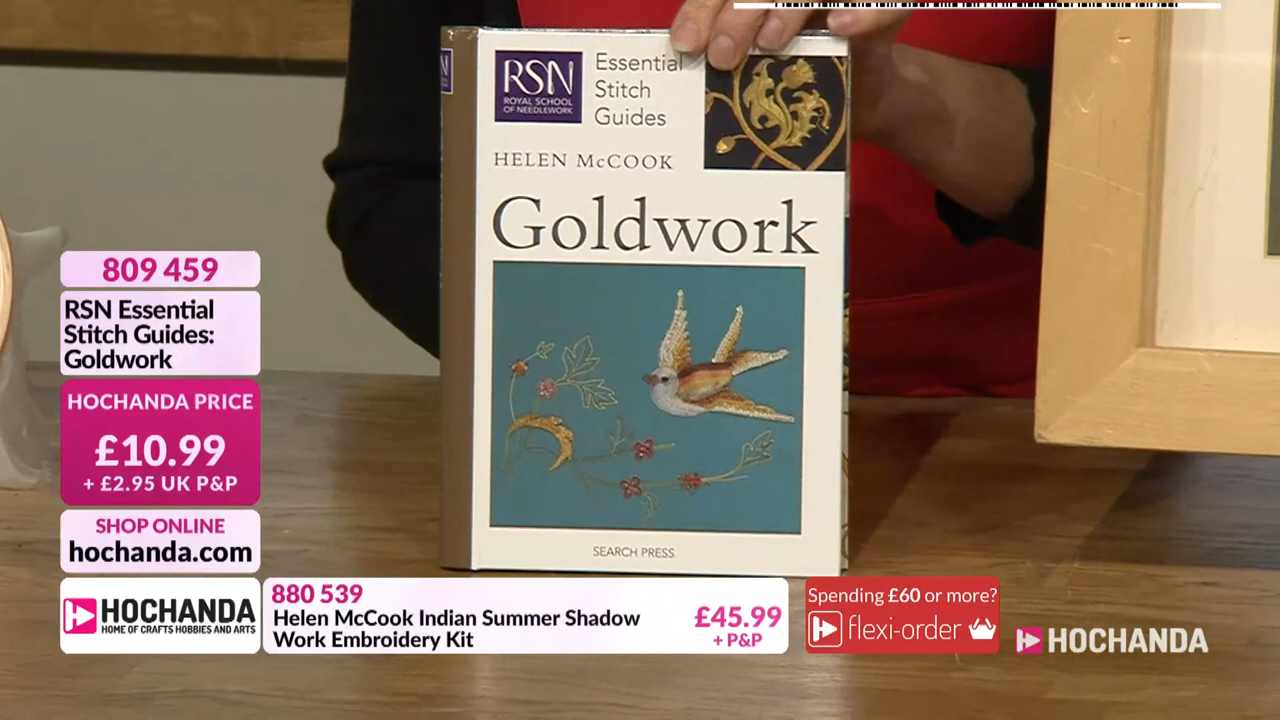 RSN
ROYAL SCHOOL
OF NEEDLEWORK
Essential
Stitch
Guides
HELEN McCOOK
Goldwork
SEARCH PRESS
809 459
RSN Essential
Stitch Guides:
Goldwork
HOCHANDA PRICE
£10.99
+ £2.95 UK P&P
SHOP ONLINE
hochanda.com
HOCHANDA
HOME OF CRAFTS HOBBIES AND ARTS
880 539
Helen McCook Indian Summer Shadow
Work Embroidery Kit
£45.99
+ P&P
Spending £60 or more?
flexi-order
HOCHANDA